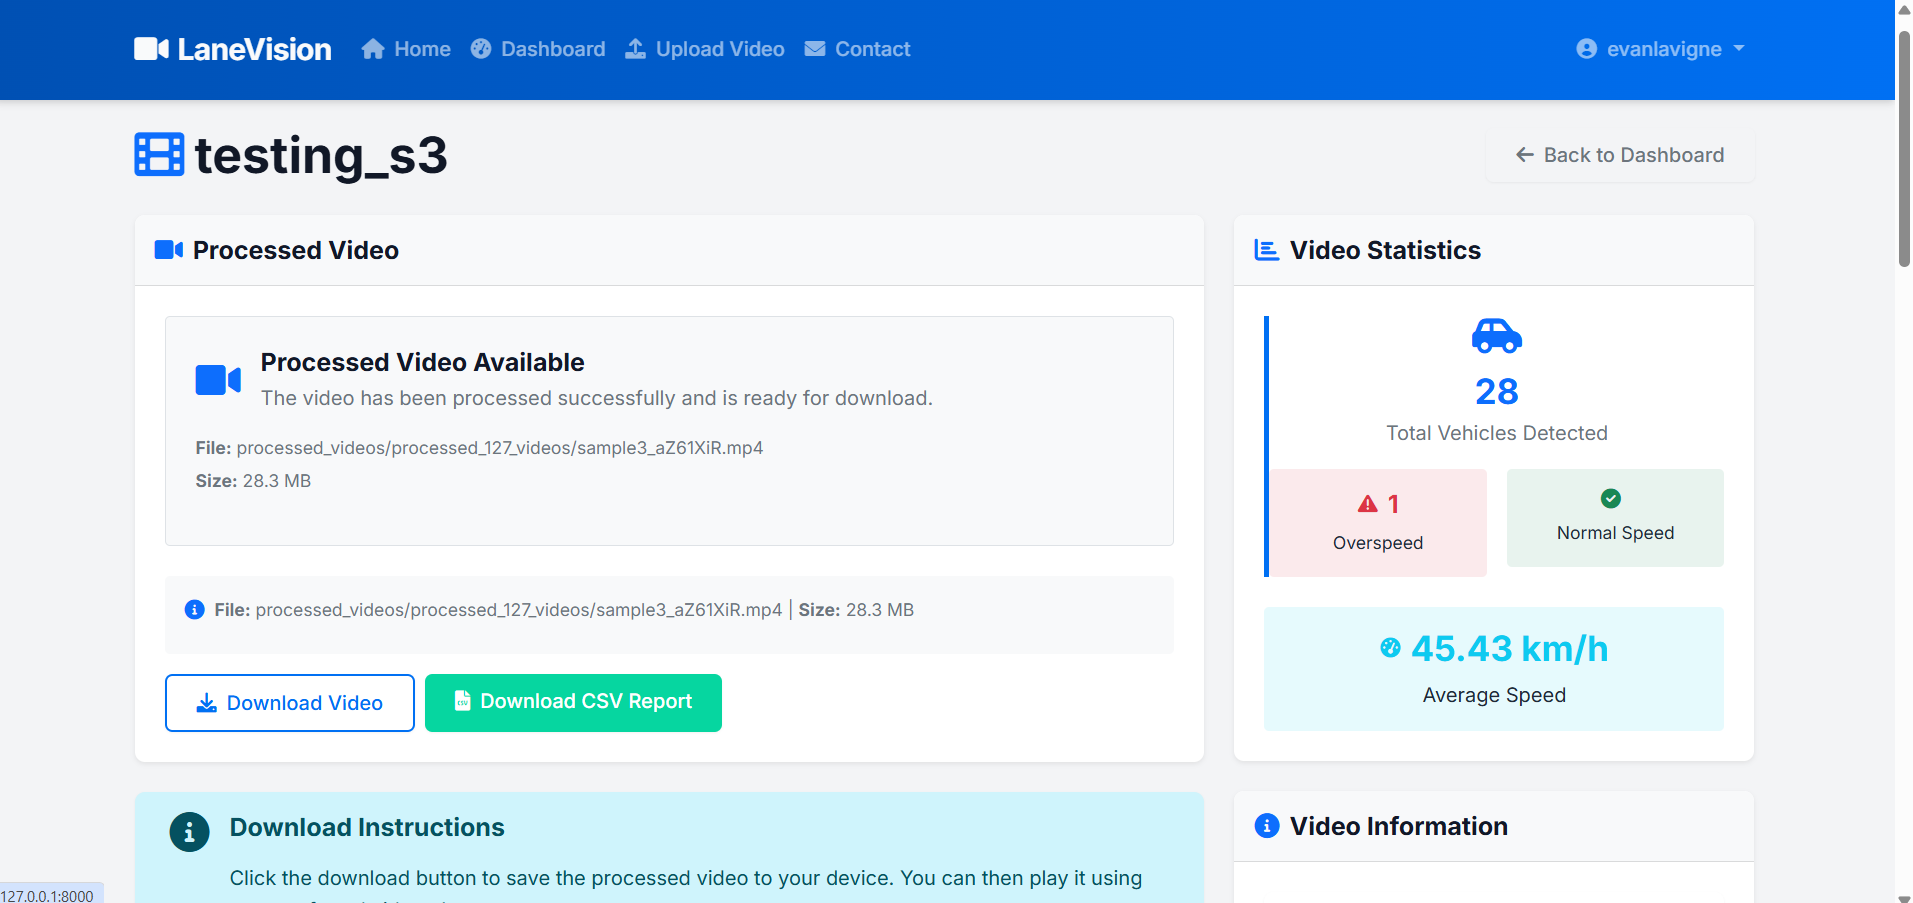 LaneVision Home Dashboard Upload Video Contact evanlavigne
testing_s3
Back to Dashboard
Processed Video
Processed Video Available
The video has been processed successfully and is ready for download.
File: processed_videos/processed_127_videos/sample3_aZ61XiR.mp4
Size: 28.3 MB
File: processed_videos/processed_127_videos/sample3_aZ61XiR.mp4 | Size: 28.3 MB
Download Video
CSV Download CSV Report
Video Statistics
28
Total Vehicles Detected
1
Overspeed
Normal Speed
45.43 km/h
Average Speed
Download Instructions
Click the download button to save the processed video to your device. You can then play it using
Video Information
127.0.0.1:8000